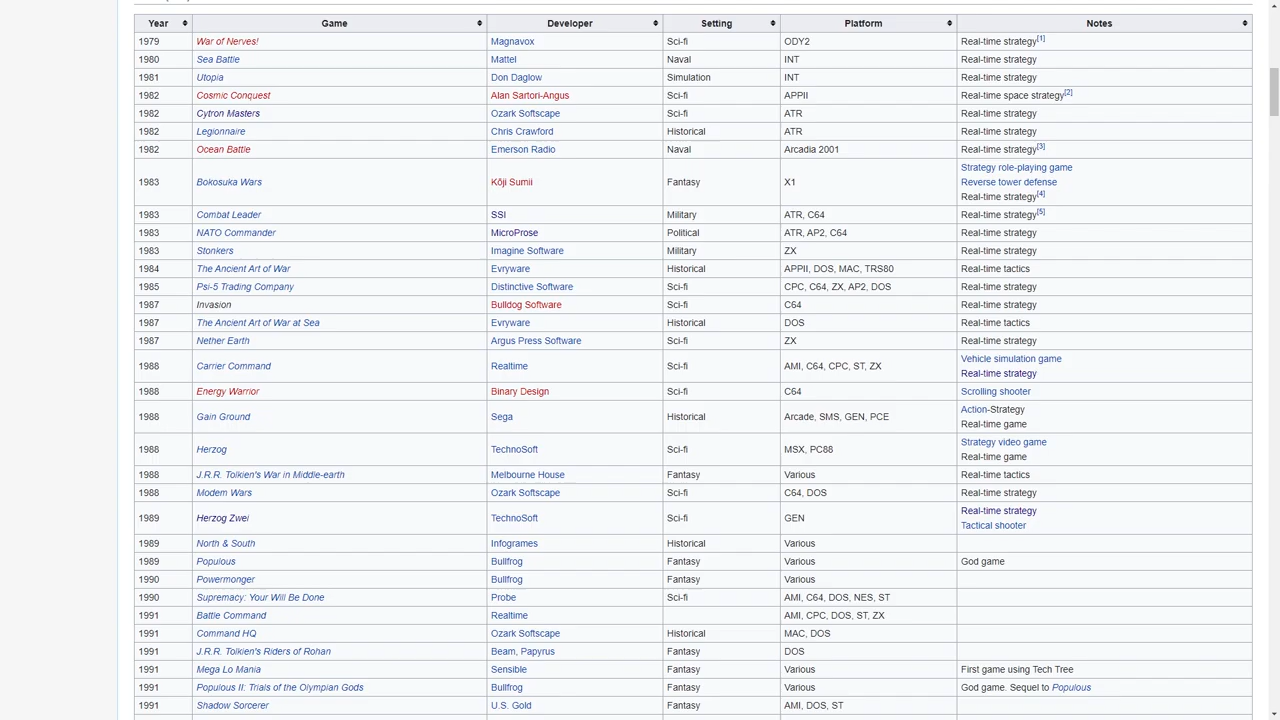 Year Game Developer Setting Platform Notes
1979 War of Nerves! Magnavox Sci-fi ODY2 Real-time strategy[1]
1980 Sea Battle Mattel Naval INT Real-time strategy
1981 Utopia Don Daglow Simulation INT Real-time strategy
1982 Cosmic Conquest Alan Sartori-Angus Sci-fi APPII Real-time space strategy[2]
1982 Cytron Masters Ozark Softscape Sci-fi ATR Real-time strategy
1982 Legionnaire Chris Crawford Historical ATR Real-time strategy
1982 Ocean Battle Emerson Radio Naval Arcadia 2001 Real-time strategy[3]
1983 Bokosuka Wars Kōji Sumii Fantasy X1 Strategy role-playing game
Reverse tower defense
Real-time strategy[4]
1983 Combat Leader SSI Military ATR, C64 Real-time strategy[5]
1983 NATO Commander MicroProse Political ATR, AP2, C64 Real-time strategy
1983 Stonkers Imagine Software Military ZX Real-time strategy
1984 The Ancient Art of War Evryware Historical APPII, DOS, MAC, TRS80 Real-time tactics
1985 Psi-5 Trading Company Distinctive Software Sci-fi CPC, C64, ZX, AP2, DOS Real-time strategy
1987 Invasion Bulldog Software Sci-fi C64 Real-time strategy
1987 The Ancient Art of War at Sea Evryware Historical DOS Real-time tactics
1987 Nether Earth Argus Press Software Sci-fi ZX Real-time strategy
1988 Carrier Command Realtime Sci-fi AMI, C64, CPC, ST, ZX Vehicle simulation game
Real-time strategy
1988 Energy Warrior Binary Design Sci-fi C64 Scrolling shooter
1988 Gain Ground Sega Historical Arcade, SMS, GEN, PCE Action-Strategy
Real-time game
1988 Herzog TechnoSoft Sci-fi MSX, PC88 Strategy video game
Real-time game
1988 J.R.R. Tolkien's War in Middle-earth Melbourne House Fantasy Various Real-time tactics
1988 Modem Wars Ozark Softscape Sci-fi C64, DOS Real-time strategy
1989 Herzog Zwei TechnoSoft Sci-fi GEN Real-time strategy
Tactical shooter
1989 North & South Infogrames Historical Various
1989 Populous Bullfrog Fantasy Various God game
1990 Powermonger Bullfrog Fantasy Various
1990 Supremacy: Your Will Be Done Probe Sci-fi AMI, C64, DOS, NES, ST
1991 Battle Command Realtime AMI, CPC, DOS, ST, ZX
1991 Command HQ Ozark Softscape Historical MAC, DOS
1991 J.R.R. Tolkien's Riders of Rohan Beam, Papyrus Fantasy DOS
1991 Mega Lo Mania Sensible Fantasy Various First game using Tech Tree
1991 Populous II: Trials of the Olympian Gods Bullfrog Fantasy Various God game. Sequel to Populous
1991 Shadow Sorcerer U.S. Gold Fantasy AMI, DOS, ST